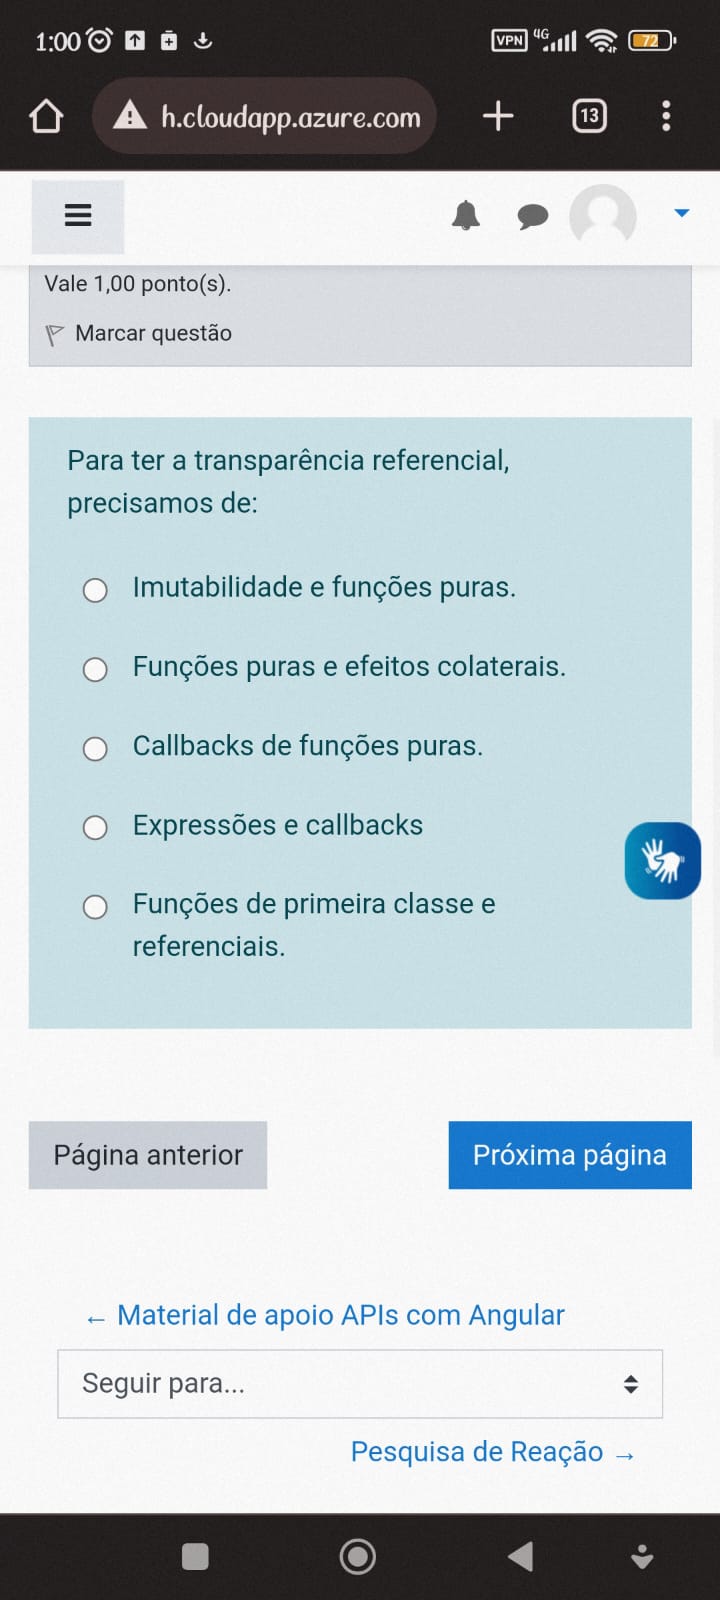 1:00
VPN 4G 72
h.cloudapp.azure.com
13
Vale 1,00 ponto(s).
Marcar questão
Para ter a transparência referencial,
precisamos de:
Imutabilidade e funções puras.
Funções puras e efeitos colaterais.
Callbacks de funções puras.
Expressões e callbacks
Funções de primeira classe e
referenciais.
Página anterior
Próxima página
← Material de apoio APIs com Angular
Seguir para...
Pesquisa de Reação →